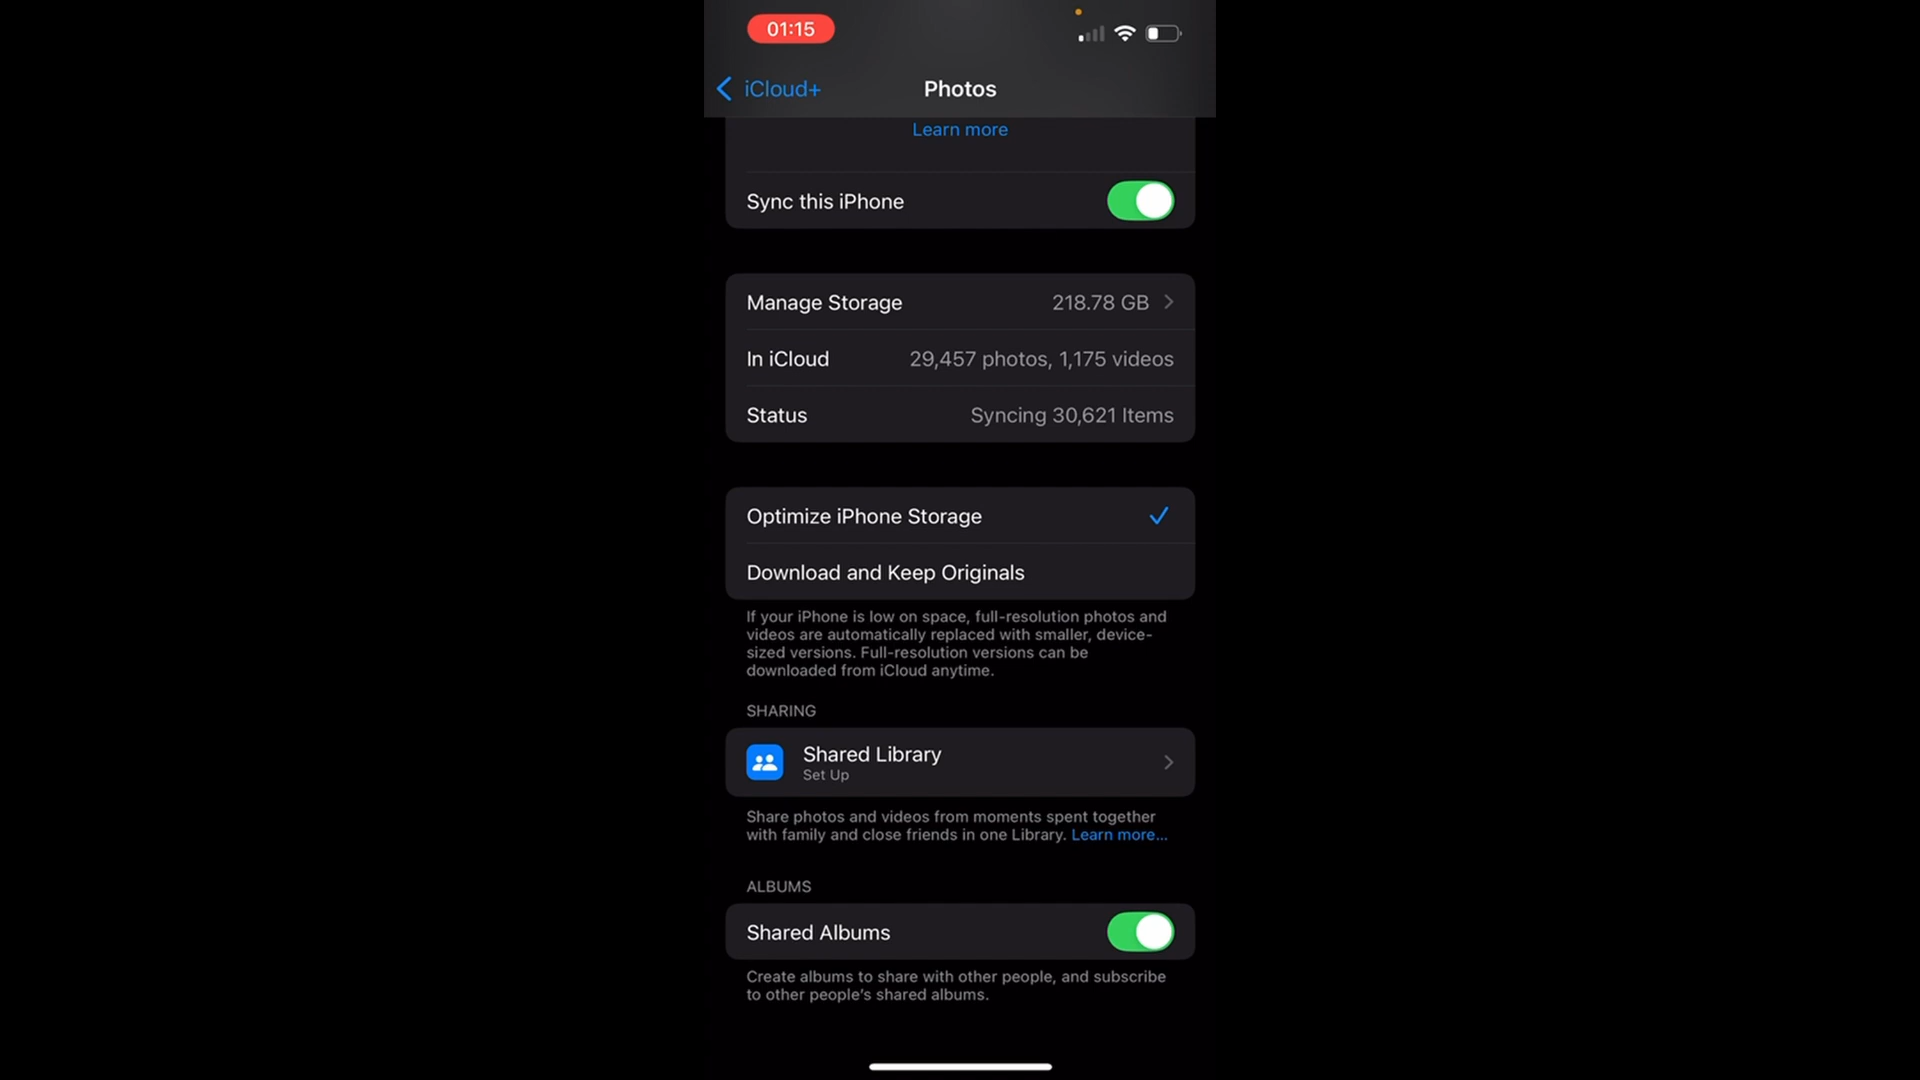 01:15
iCloud+
Photos
Learn more
Sync this iPhone
Manage Storage 218.78 GB
In iCloud 29,457 photos, 1,175 videos
Status Syncing 30,621 Items
Optimize iPhone Storage
Download and Keep Originals
If your iPhone is low on space, full-resolution photos and
videos are automatically replaced with smaller, device-
sized versions. Full-resolution versions can be
downloaded from iCloud anytime.
SHARING
Shared Library
Set Up
Share photos and videos from moments spent together
with family and close friends in one Library. Learn more...
ALBUMS
Shared Albums
Create albums to share with other people, and subscribe
to other people's shared albums.